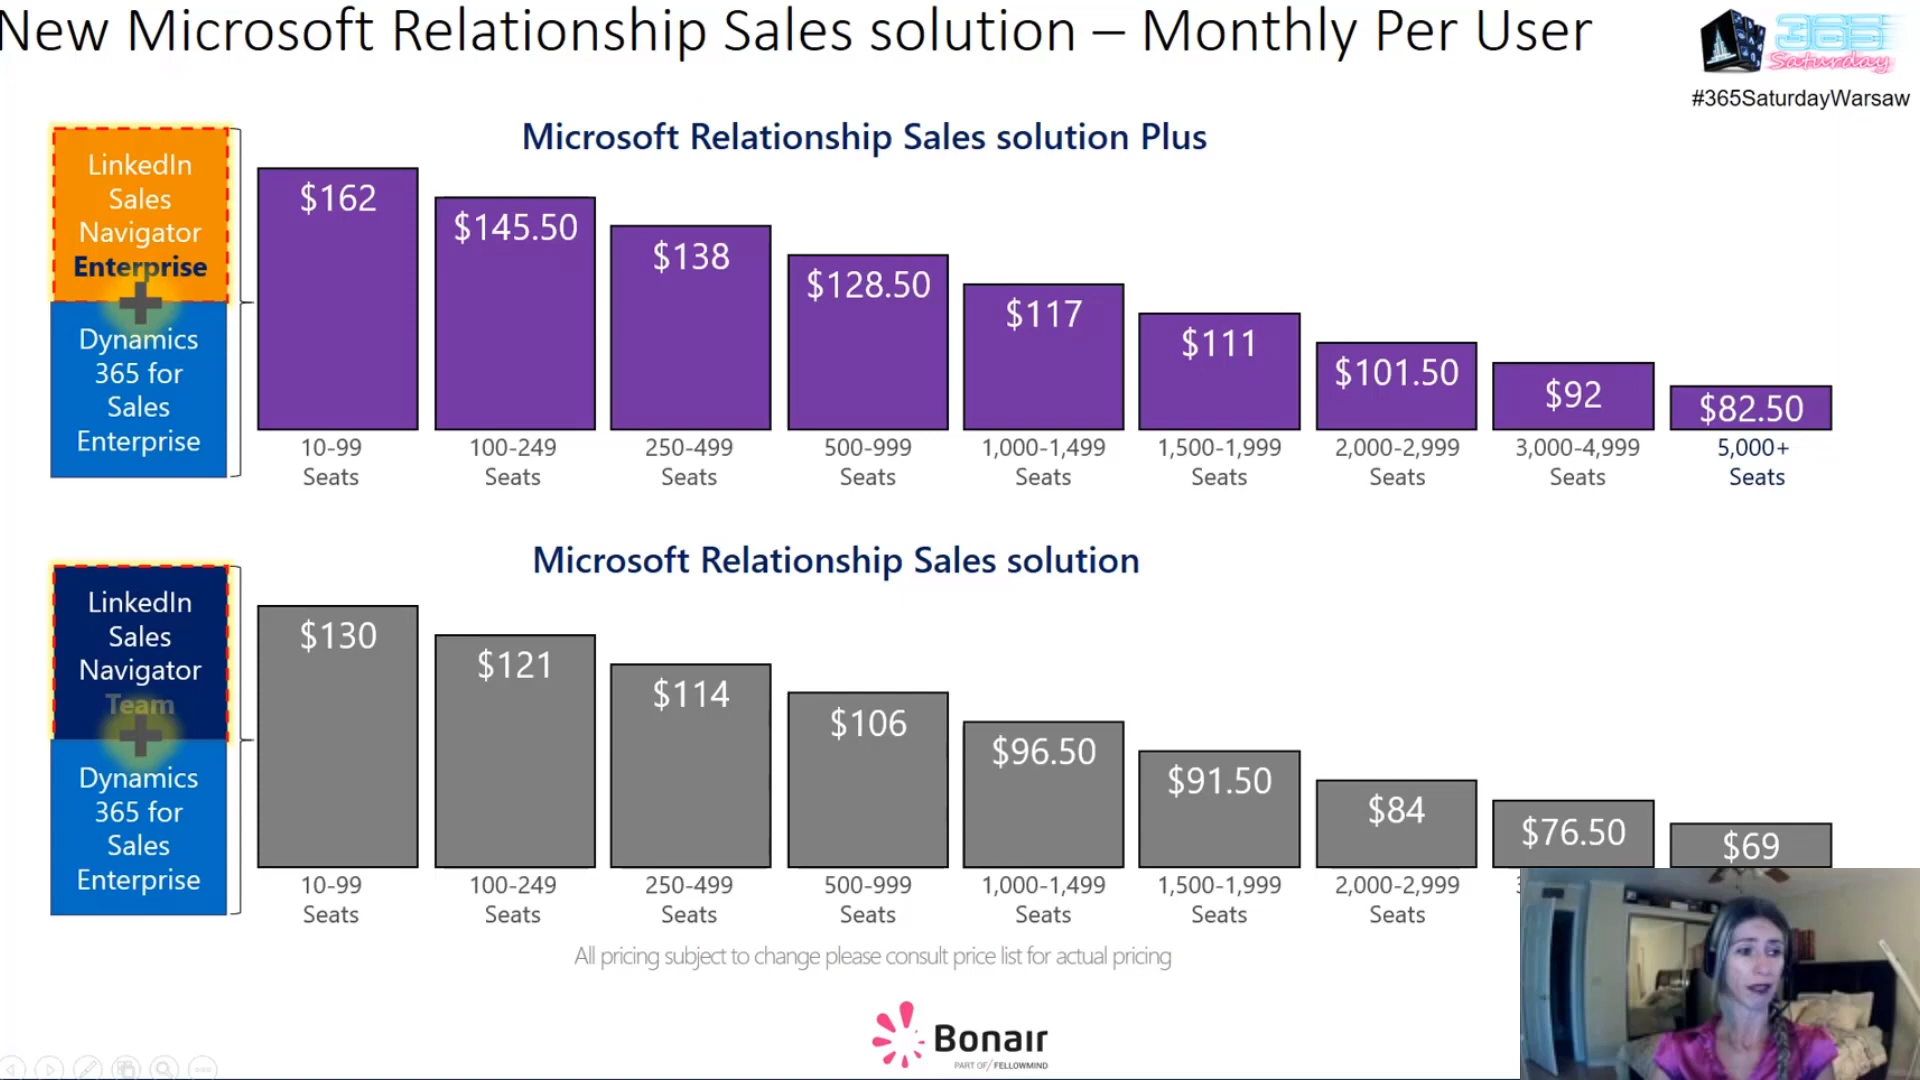 New Microsoft Relationship Sales solution – Monthly Per User
365
Saturday
#365SaturdayWarsaw
Microsoft Relationship Sales solution Plus
LinkedIn
Sales
Navigator
Enterprise
Dynamics
365 for
Sales
Enterprise
$162
$145.50
$138
$128.50
$117
$111
$101.50
$92
$82.50
10-99
Seats
100-249
Seats
250-499
Seats
500-999
Seats
1,000-1,499
Seats
1,500-1,999
Seats
2,000-2,999
Seats
3,000-4,999
Seats
5,000+
Seats
Microsoft Relationship Sales solution
LinkedIn
Sales
Navigator
Team
Dynamics
365 for
Sales
Enterprise
$130
$121
$114
$106
$96.50
$91.50
$84
$76.50
$69
10-99
Seats
100-249
Seats
250-499
Seats
500-999
Seats
1,000-1,499
Seats
1,500-1,999
Seats
2,000-2,999
Seats
All pricing subject to change please consult price list for actual pricing
Bonair
PART OF/FELLOWMIND